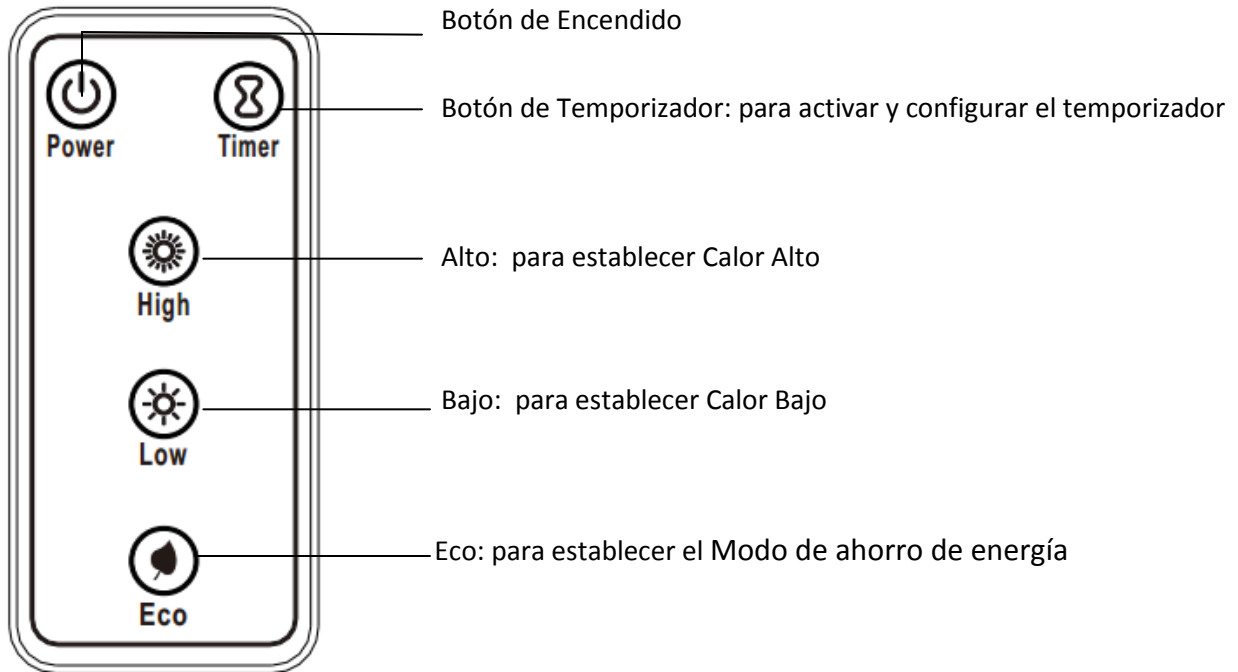 Botón de Encendido
Botón de Temporizador: para activar y configurar el temporizador
Power
Timer
Alto: para establecer Calor Alto
High
Bajo: para establecer Calor Bajo
Low
Eco: para establecer el Modo de ahorro de energía
Eco